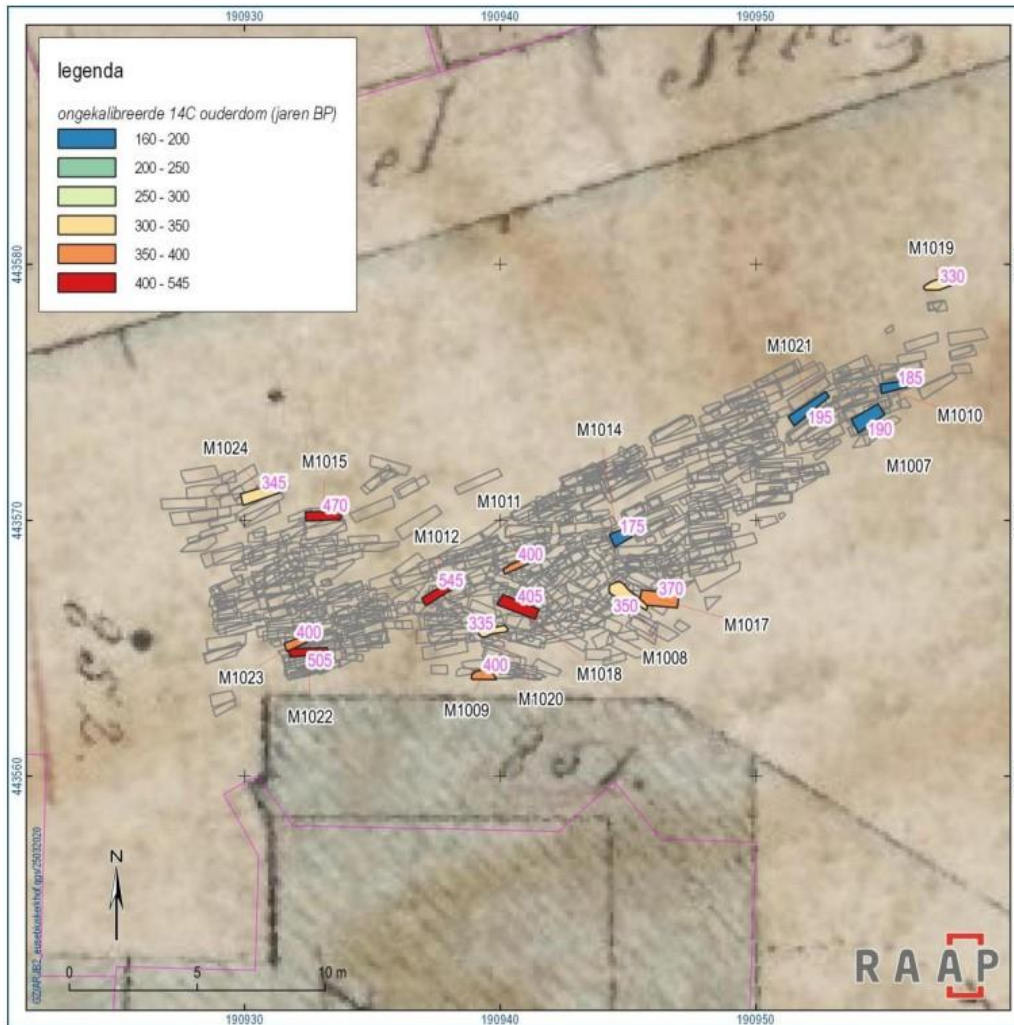 190930
190940
190950
legenda
ongekalibreerde 14C ouderdom (jaren BP)
160 - 200
200 - 250
250 - 300
300 - 350
350 - 400
400 - 545
443580
443570
443560
M1019
330
M1021
185
195
190
M1010
M1007
M1014
M1024
M1015
345
470
M1011
M1012
175
400
545
405
370
350
335
M1017
400
505
400
M1008
M1018
M1023
M1022
M1009
M1020
N
0
5
10 m
RAAP